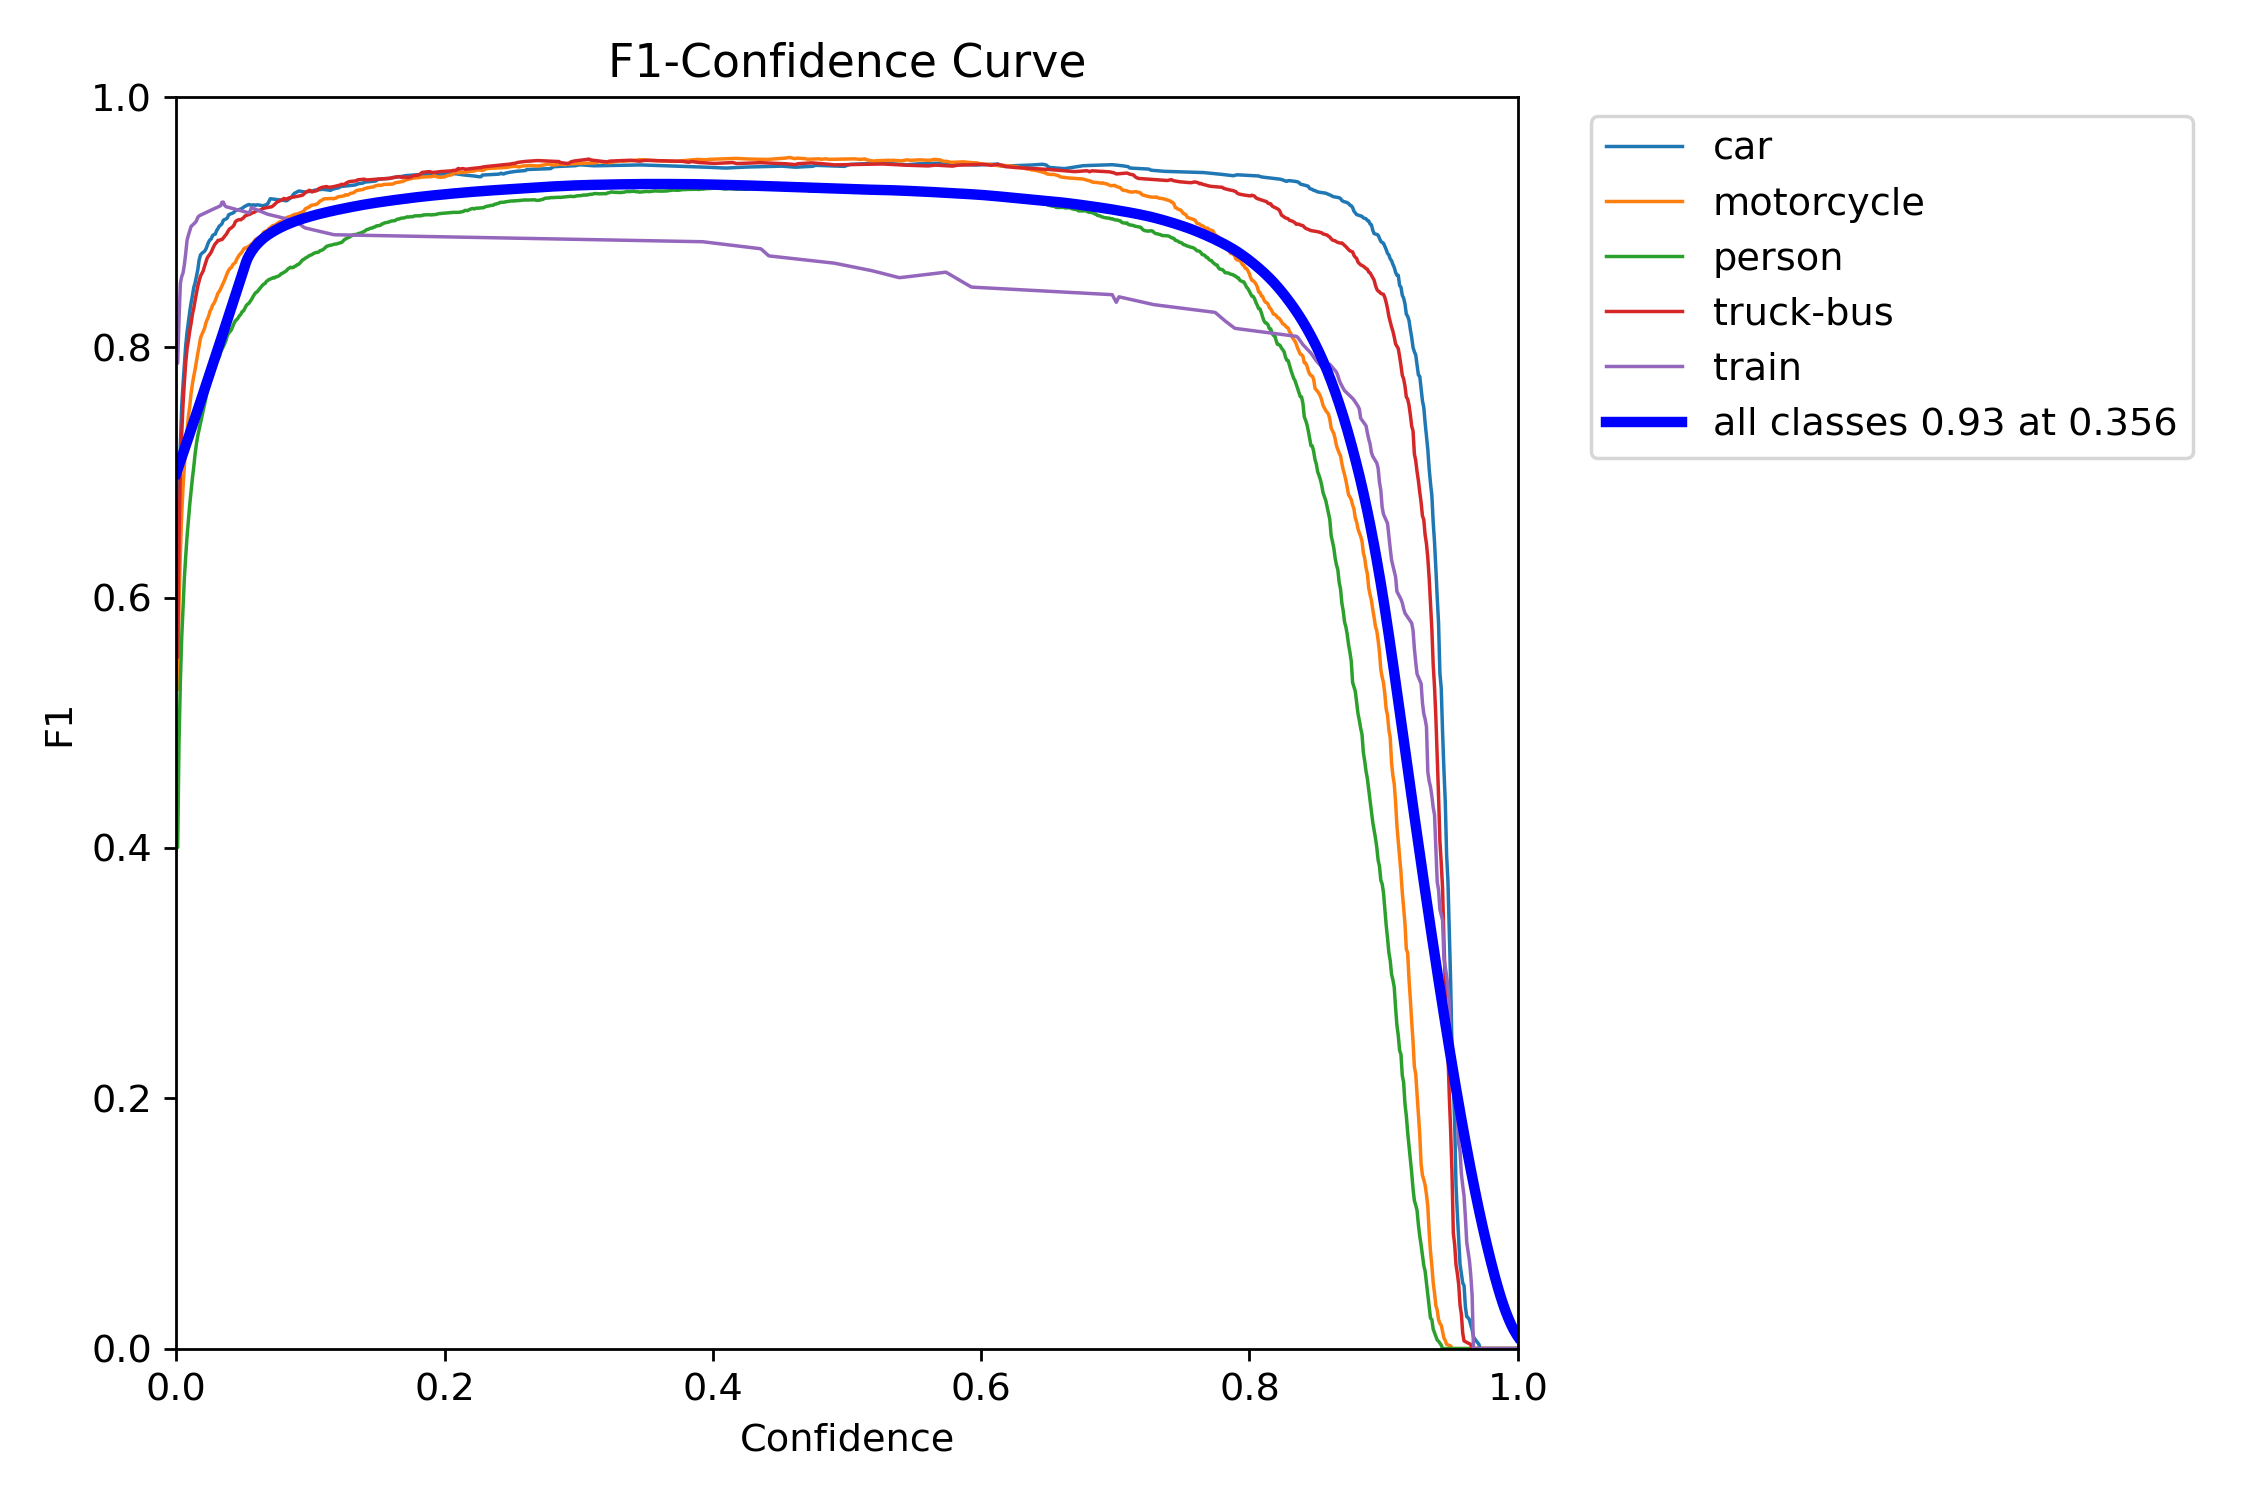 F1-Confidence Curve
1.0
0.8
0.6
0.4
0.2
0.0
F1
0.0 0.2 0.4 0.6 0.8 1.0
Confidence
car
motorcycle
person
truck-bus
train
all classes 0.93 at 0.356